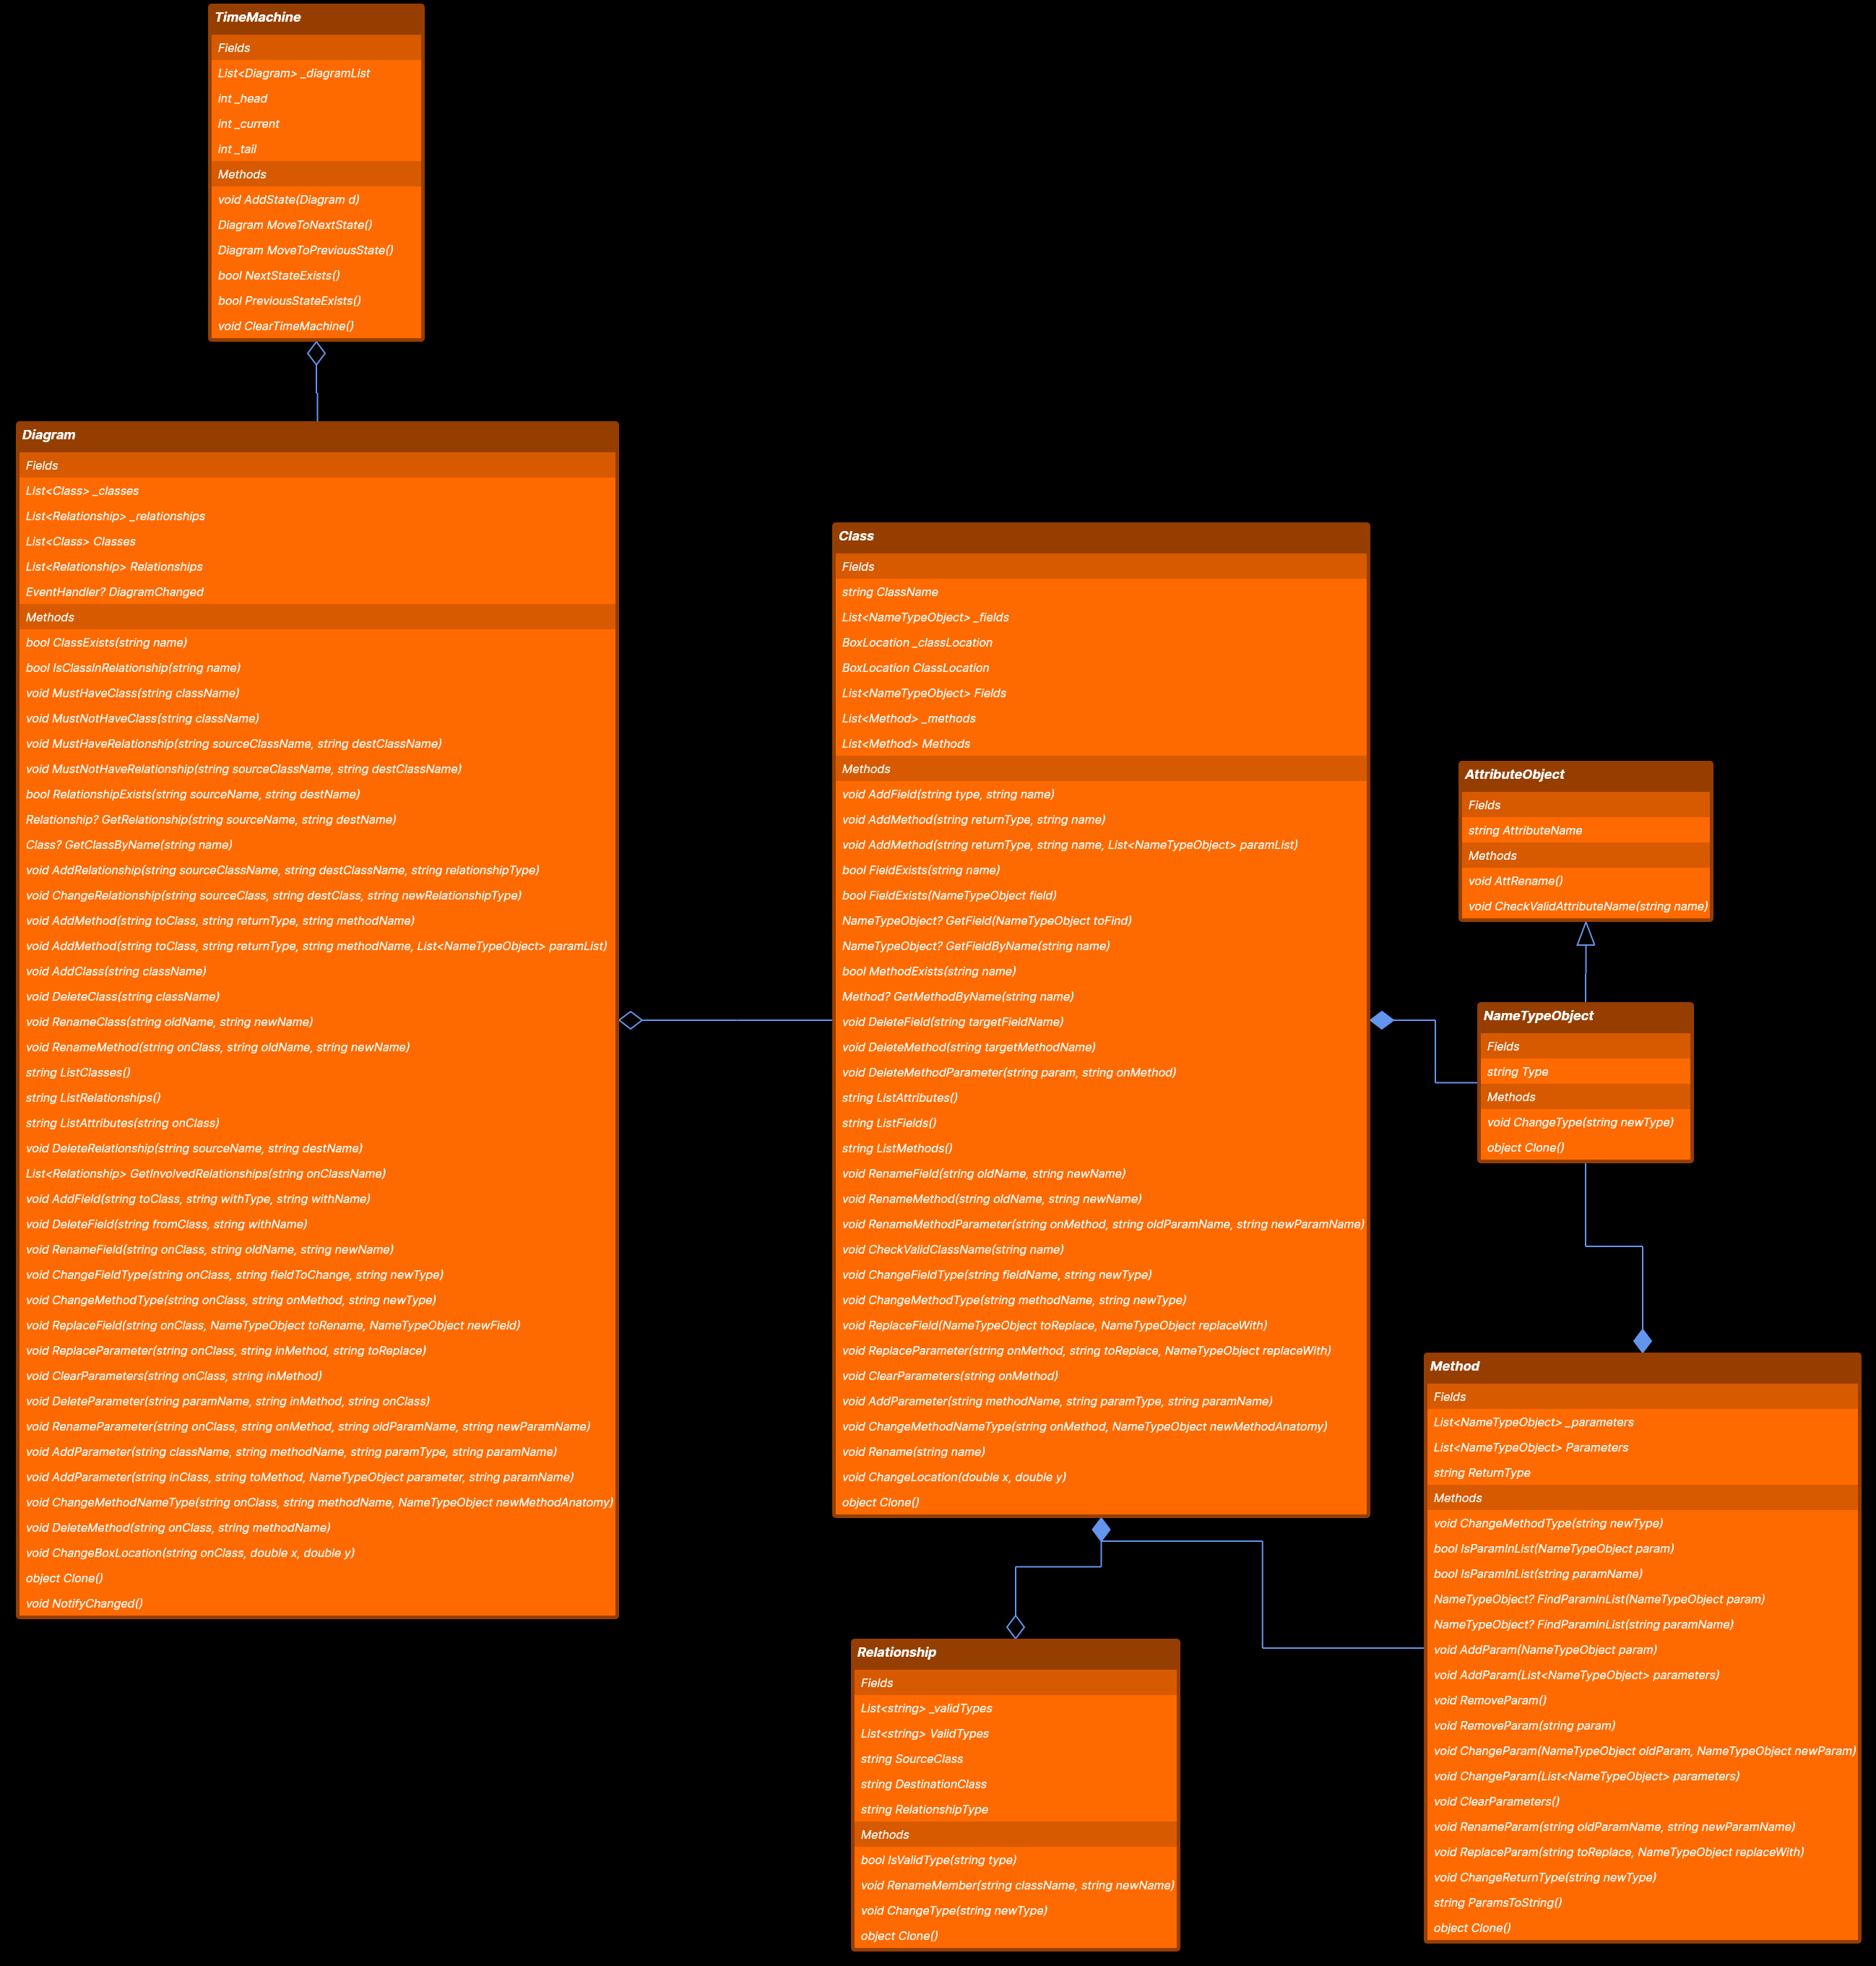 TimeMachine
Fields
List<Diagram> _diagramList
int _head
int _current
int _tail
Methods
void AddState(Diagram d)
Diagram MoveToNextState()
Diagram MoveToPreviousState()
bool NextStateExists()
bool PreviousStateExists()
void ClearTimeMachine()
Diagram
Fields
List<Class> _classes
List<Relationship> _relationships
List<Class> Classes
List<Relationship> Relationships
EventHandler? DiagramChanged
Methods
bool ClassExists(string name)
bool IsClassInRelationship(string name)
void MustHaveClass(string className)
void MustNotHaveClass(string className)
void MustHaveRelationship(string sourceClassName, string destClassName)
void MustNotHaveRelationship(string sourceClassName, string destClassName)
bool RelationshipExists(string sourceName, string destName)
Relationship? GetRelationship(string sourceName, string destName)
Class? GetClassByName(string name)
void AddRelationship(string sourceClassName, string destClassName, string relationshipType)
void ChangeRelationship(string sourceClass, string destClass, string newRelationshipType)
void AddMethod(string toClass, string returnType, string methodName)
void AddMethod(string toClass, string returnType, string methodName, List<NameTypeObject> paramList)
void AddClass(string className)
void DeleteClass(string className)
void RenameClass(string oldName, string newName)
void RenameMethod(string onClass, string oldName, string newName)
string ListClasses()
string ListRelationships()
string ListAttributes(string onClass)
void DeleteRelationship(string sourceName, string destName)
List<Relationship> GetInvolvedRelationships(string onClassName)
void AddField(string toClass, string withType, string withName)
void DeleteField(string fromClass, string withName)
void RenameField(string onClass, string oldName, string newName)
void ChangeFieldType(string onClass, string fieldToChange, string newType)
void ChangeMethodType(string onClass, string onMethod, string newType)
void ReplaceField(string onClass, NameTypeObject toRename, NameTypeObject newField)
void ReplaceParameter(string onClass, string inMethod, string toReplace)
void ClearParameters(string onClass, string inMethod)
void DeleteParameter(string paramName, string inMethod, string onClass)
void RenameParameter(string onClass, string onMethod, string oldParamName, string newParamName)
void AddParameter(string className, string methodName, string paramType, string paramName)
void AddParameter(string inClass, string toMethod, NameTypeObject parameter, string paramName)
void ChangeMethodNameType(string onClass, string methodName, NameTypeObject newMethodAnatomy)
void DeleteMethod(string onClass, string methodName)
void ChangeBoxLocation(string onClass, double x, double y)
object Clone()
void NotifyChanged()
Class
Fields
string ClassName
List<NameTypeObject> _fields
BoxLocation _classLocation
BoxLocation ClassLocation
List<NameTypeObject> Fields
List<Method> _methods
List<Method> Methods
Methods
void AddField(string type, string name)
void AddMethod(string returnType, string name)
void AddMethod(string returnType, string name, List<NameTypeObject> paramList)
bool FieldExists(string name)
bool FieldExists(NameTypeObject field)
NameTypeObject? GetField(NameTypeObject toFind)
NameTypeObject? GetFieldByName(string name)
bool MethodExists(string name)
Method? GetMethodByName(string name)
void DeleteField(string targetFieldName)
void DeleteMethod(string targetMethodName)
void DeleteMethodParameter(string param, string onMethod)
string ListAttributes()
string ListFields()
string ListMethods()
void RenameField(string oldName, string newName)
void RenameMethod(string oldName, string newName)
void RenameMethodParameter(string onMethod, string oldParamName, string newParamName)
void CheckValidClassName(string name)
void ChangeFieldType(string fieldName, string newType)
void ChangeMethodType(string methodName, string newType)
void ReplaceField(NameTypeObject toReplace, NameTypeObject replaceWith)
void ReplaceParameter(string onMethod, string toReplace, NameTypeObject replaceWith)
void ClearParameters(string onMethod)
void AddParameter(string methodName, string paramType, string paramName)
void ChangeMethodNameType(string onMethod, NameTypeObject newMethodAnatomy)
void Rename(string name)
void ChangeLocation(double x, double y)
object Clone()
AttributeObject
Fields
string AttributeName
Methods
void AttRename()
void CheckValidAttributeName(string name)
NameTypeObject
Fields
string Type
Methods
void ChangeType(string newType)
object Clone()
Method
Fields
List<NameTypeObject> _parameters
List<NameTypeObject> Parameters
string ReturnType
Methods
void ChangeMethodType(string newType)
bool IsParamInList(NameTypeObject param)
bool IsParamInList(string paramName)
NameTypeObject? FindParamInList(NameTypeObject param)
NameTypeObject? FindParamInList(string paramName)
void AddParam(NameTypeObject param)
void AddParam(List<NameTypeObject> parameters)
void RemoveParam()
void RemoveParam(string param)
void ChangeParam(NameTypeObject oldParam, NameTypeObject newParam)
void ChangeParam(List<NameTypeObject> parameters)
void ClearParameters()
void RenameParam(string oldParamName, string newParamName)
void ReplaceParam(string toReplace, NameTypeObject replaceWith)
void ChangeReturnType(string newType)
string ParamsToString()
object Clone()
Relationship
Fields
List<string> _validTypes
List<string> ValidTypes
string SourceClass
string DestinationClass
string RelationshipType
Methods
bool IsValidType(string type)
void RenameMember(string className, string newName)
void ChangeType(string newType)
object Clone()